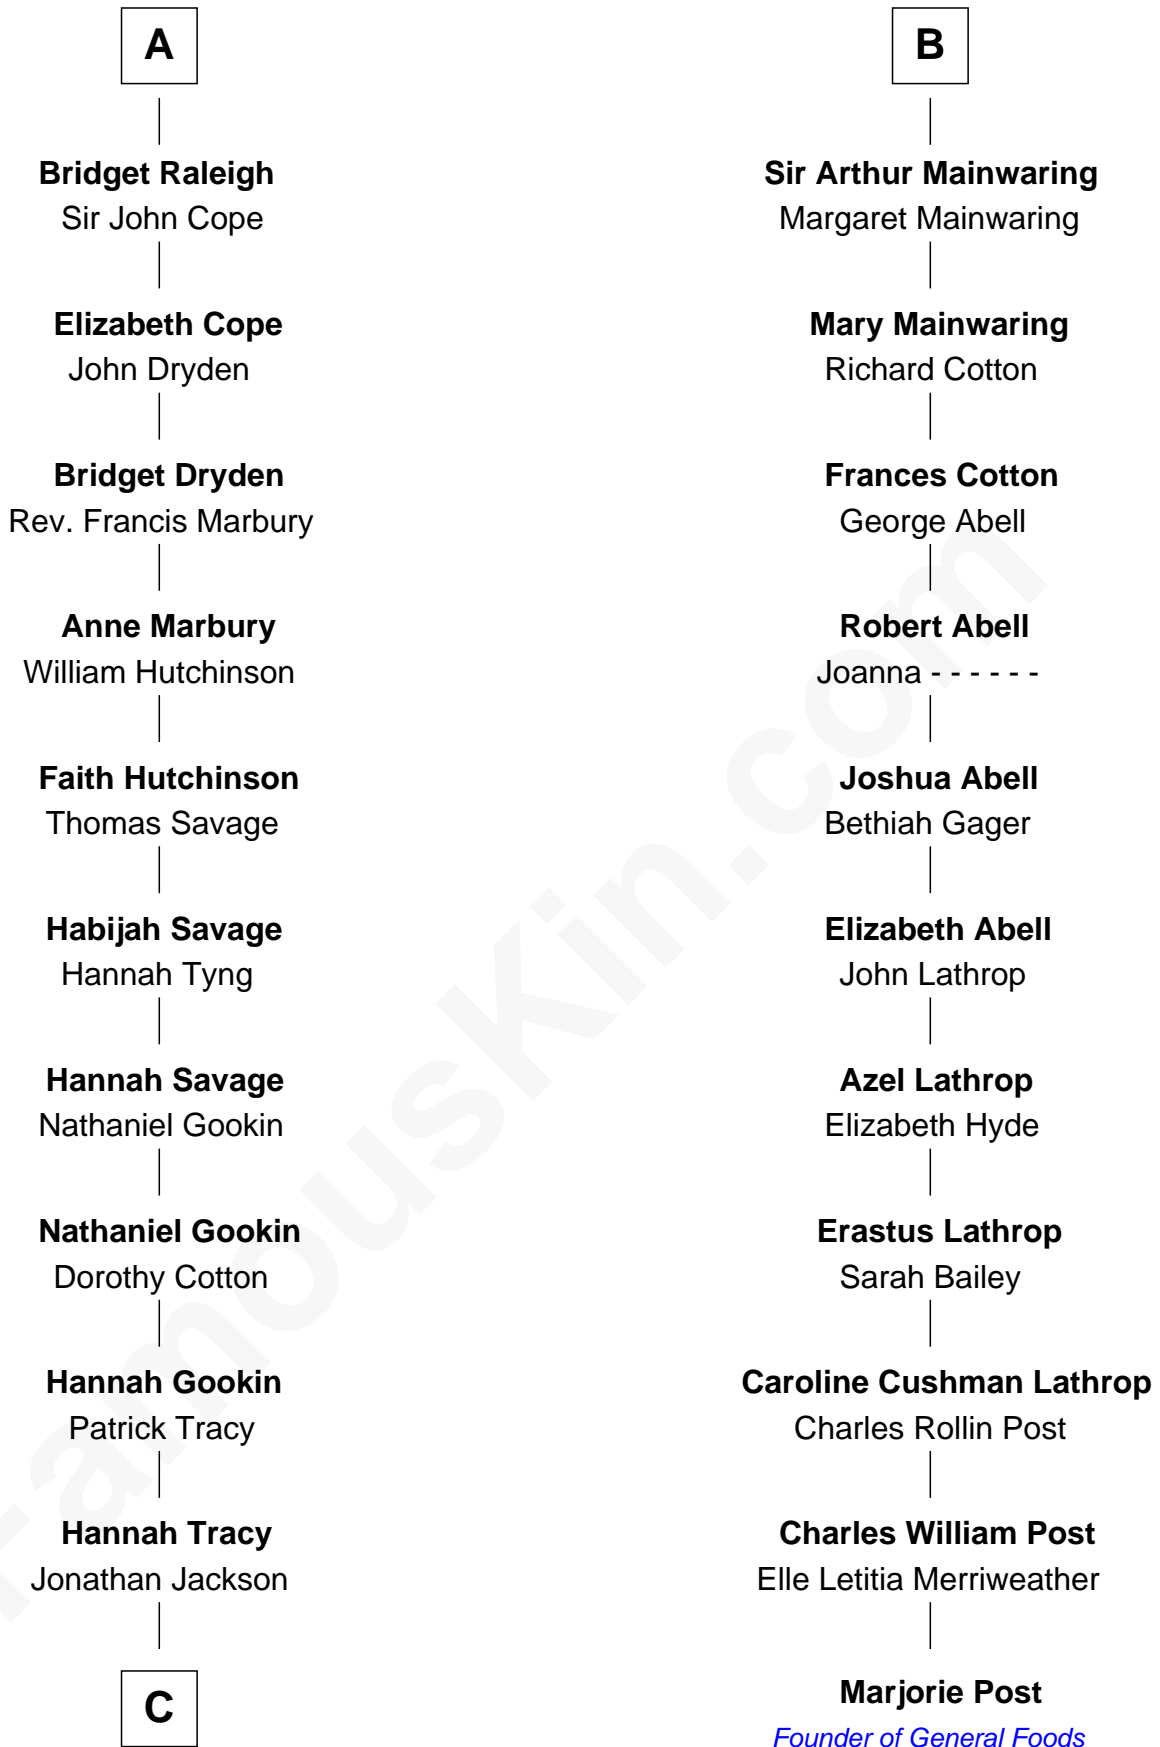 A
Bridget Raleigh
Sir John Cope
Elizabeth Cope
John Dryden
Bridget Dryden
Rev. Francis Marbury
Anne Marbury
William Hutchinson
Faith Hutchinson
Thomas Savage
Habijah Savage
Hannah Tyng
Hannah Savage
Nathaniel Gookin
Nathaniel Gookin
Dorothy Cotton
Hannah Gookin
Patrick Tracy
Hannah Tracy
Jonathan Jackson
C
B
Sir Arthur Mainwaring
Margaret Mainwaring
Mary Mainwaring
Richard Cotton
Frances Cotton
George Abell
Robert Abell
Joanna - - - - - -
Joshua Abell
Bethiah Gager
Elizabeth Abell
John Lathrop
Azel Lathrop
Elizabeth Hyde
Erastus Lathrop
Sarah Bailey
Caroline Cushman Lathrop
Charles Rollin Post
Charles William Post
Elle Letitia Merriweather
Marjorie Post
Founder of General Foods
FamousKin.com